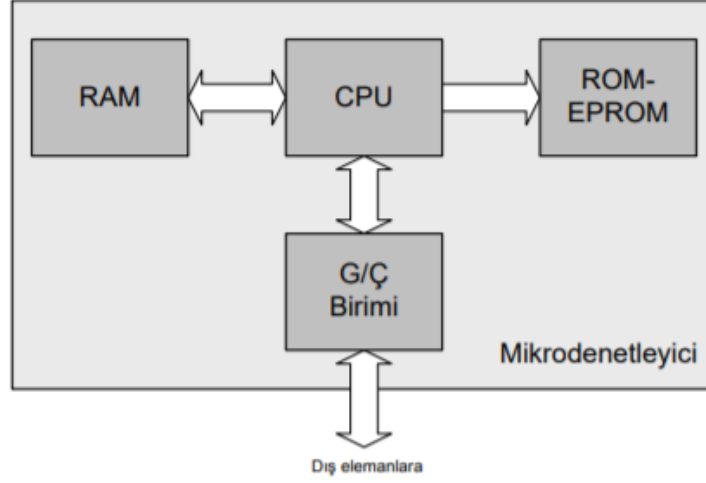 RAM
CPU
ROM-
EPROM
G/Ç
Birimi
Mikrodenetleyici
Dış elemanlara